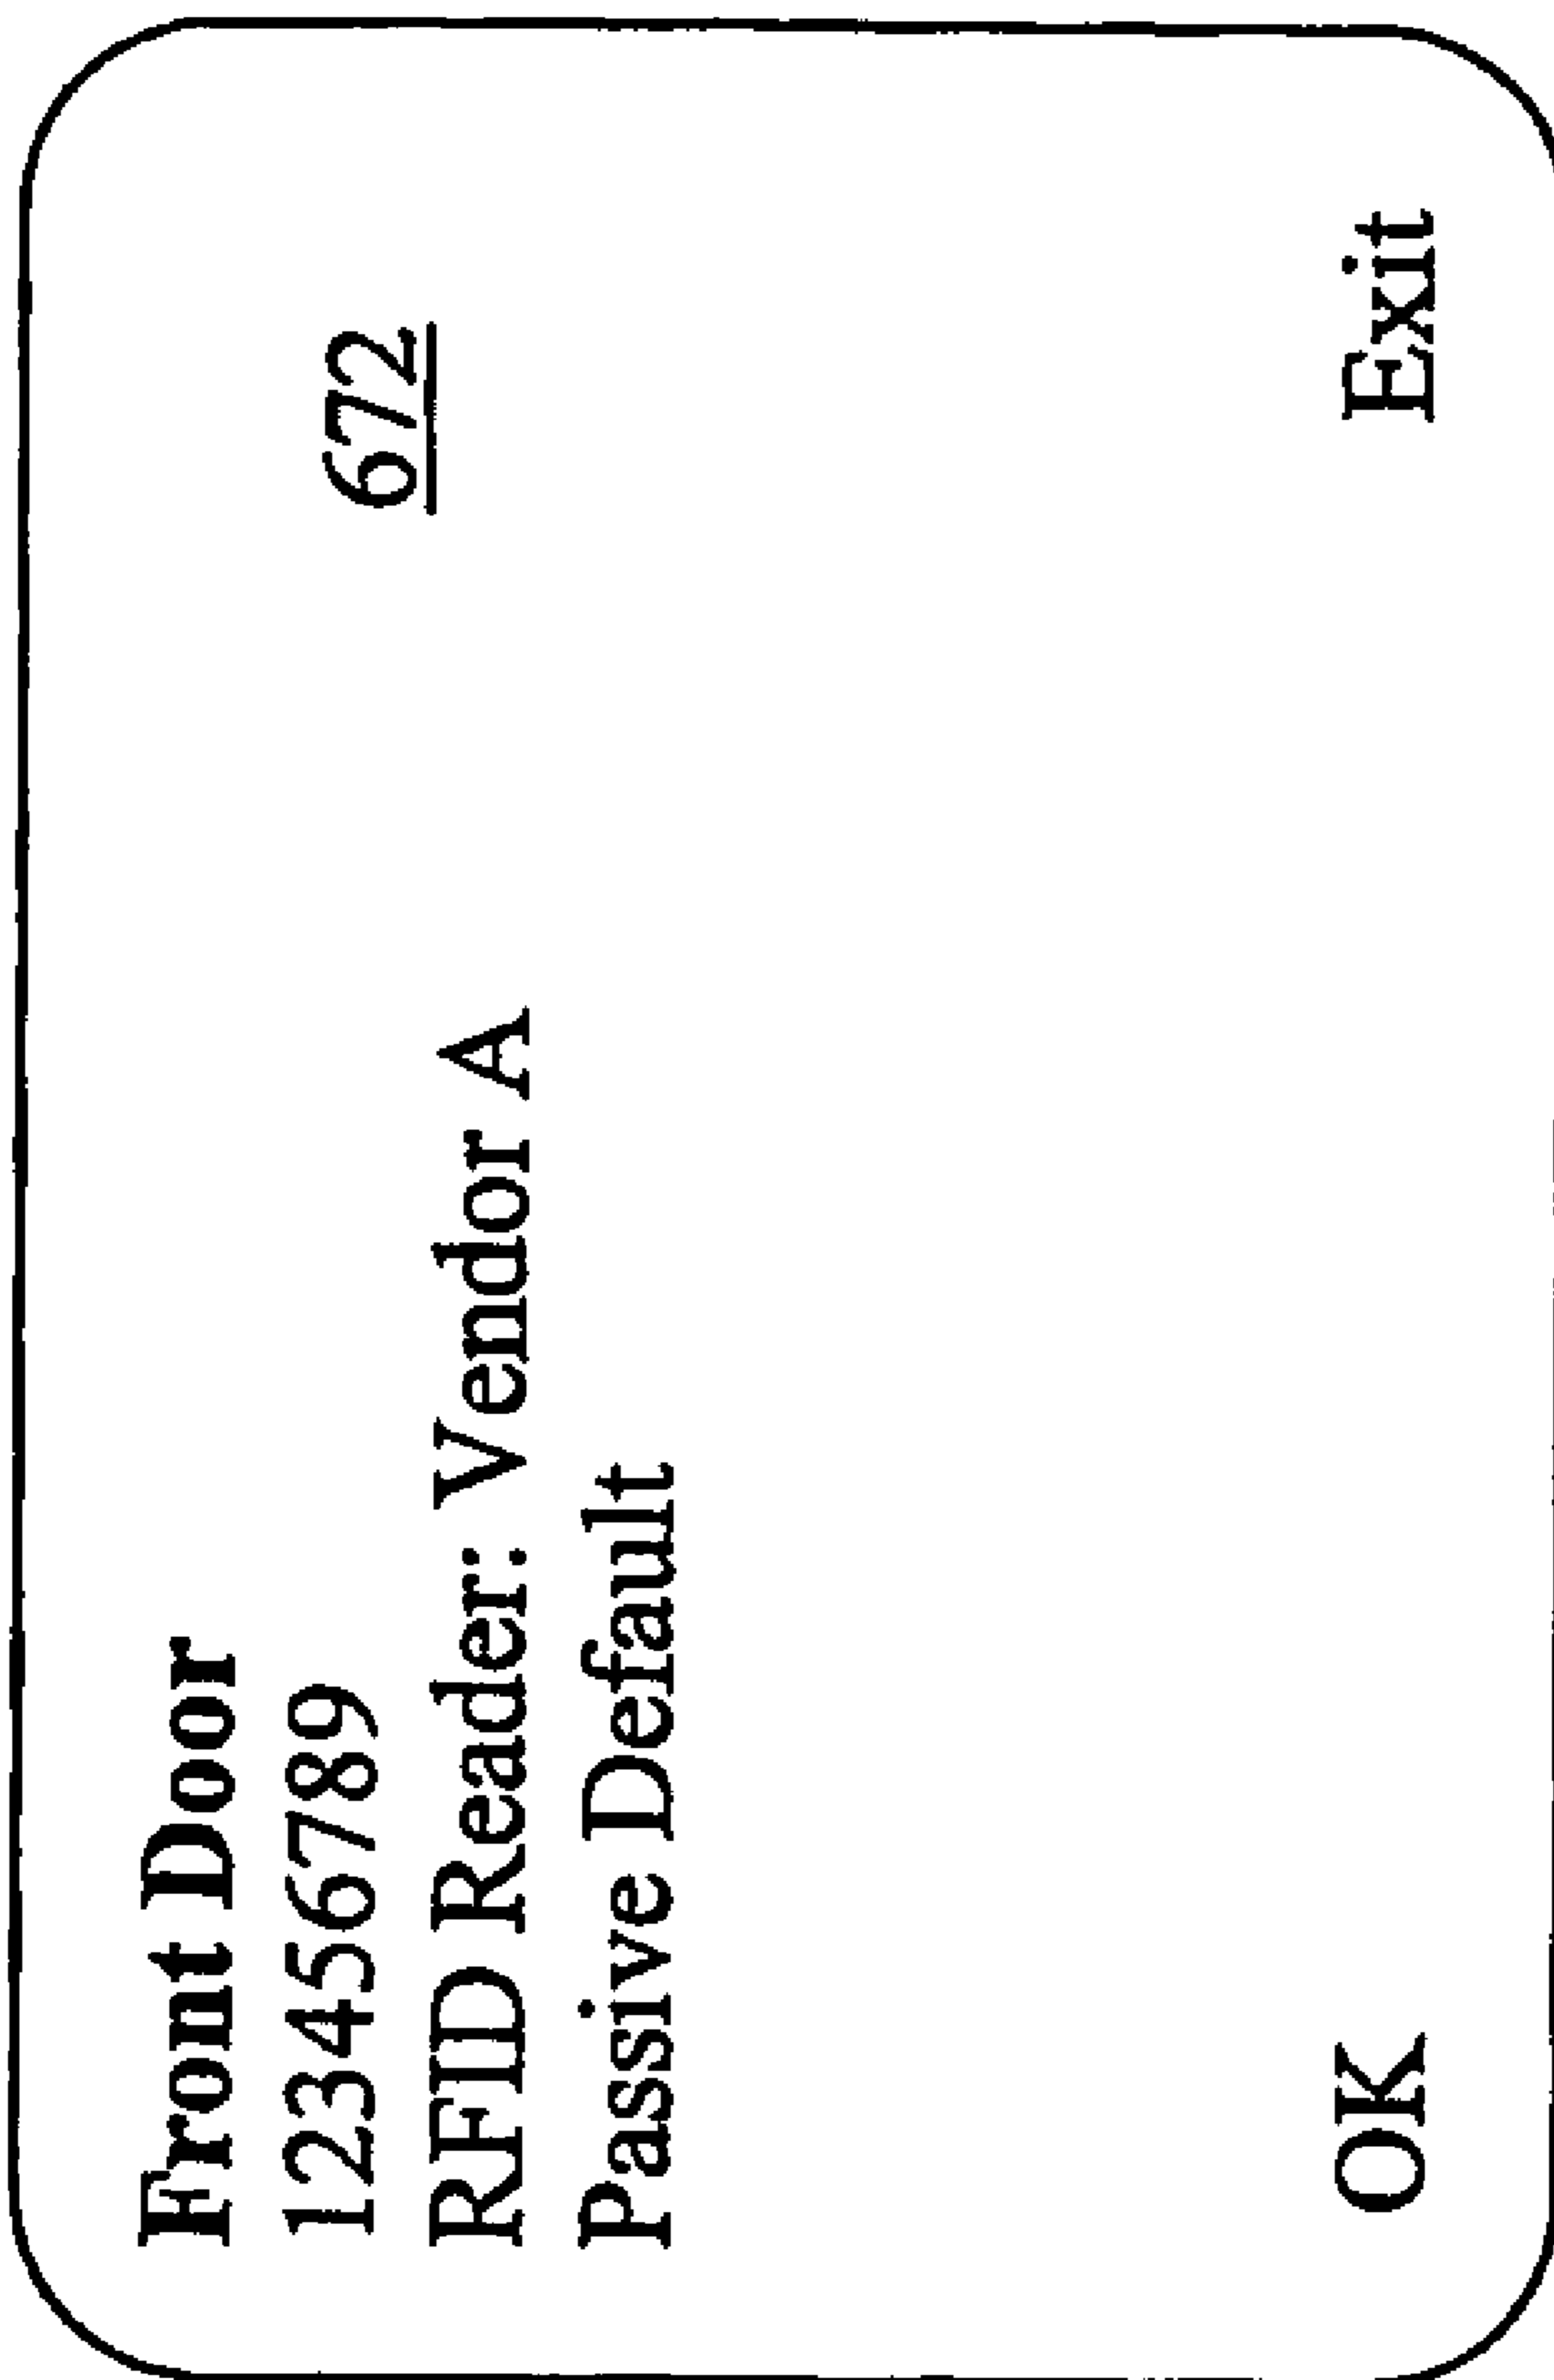 Front Door
123456789
672
RFID Reader: Vendor A
Passive Default
OK Exit